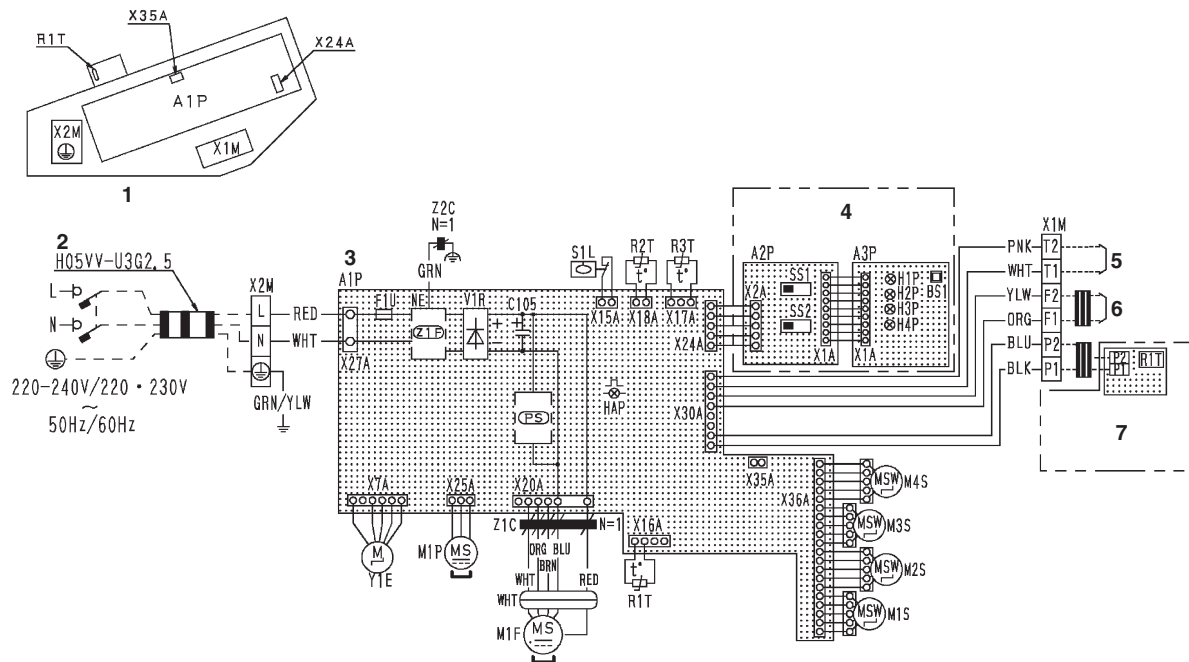 X35A
R1T
X24A
A1P
X2M
X1M
1
2
H05VV-U3G2.5
L
N
220-240V/220・230V
~
50Hz/60Hz
X2M
L
N
RED
WHT
GRN/YLW
3
A1P
X27A
F1U
NE
Z1F
V1R
C105
+
+
-
-
Z2C
N=1
GRN
PS
HAP
S1L
X15A
R2T
t°
X18A
R3T
t°
X17A
4
A2P
X2A
SS1
SS2
X1A
A3P
X1A
H1P
H2P
H3P
H4P
BS1
X24A
X30A
X35A
X36A
X1M
PNK
T2
WHT
T1
YLW
F2
ORG
F1
BLU
P2
BLK
P1
5
6
P2
P1
R1T
7
X7A
M
Y1E
X25A
M1P
MS
X20A
Z1C
N=1
ORG
BLU
BRN
WHT
RED
WHT
M1F
MS
X16A
t°
R1T
MSW
M4S
MSW
M3S
MSW
M2S
MSW
M1S